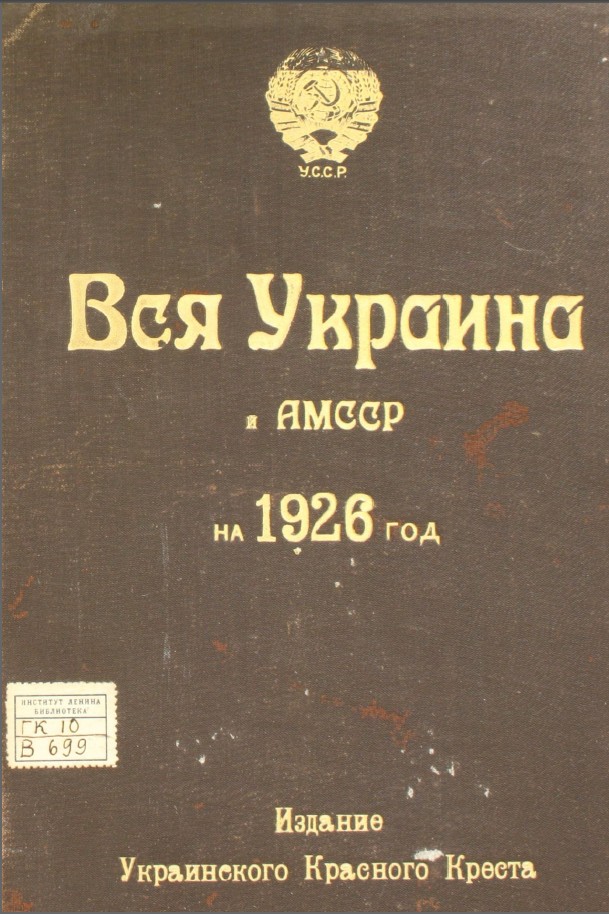 У.С.С.Р.
Вся Украина
и АМССР
на 1926 год
ИНСТИТУТ ЛЕНИНА
БИБЛИОТЕКА
ГК 10
В 699
Издание
Украинского Красного Креста